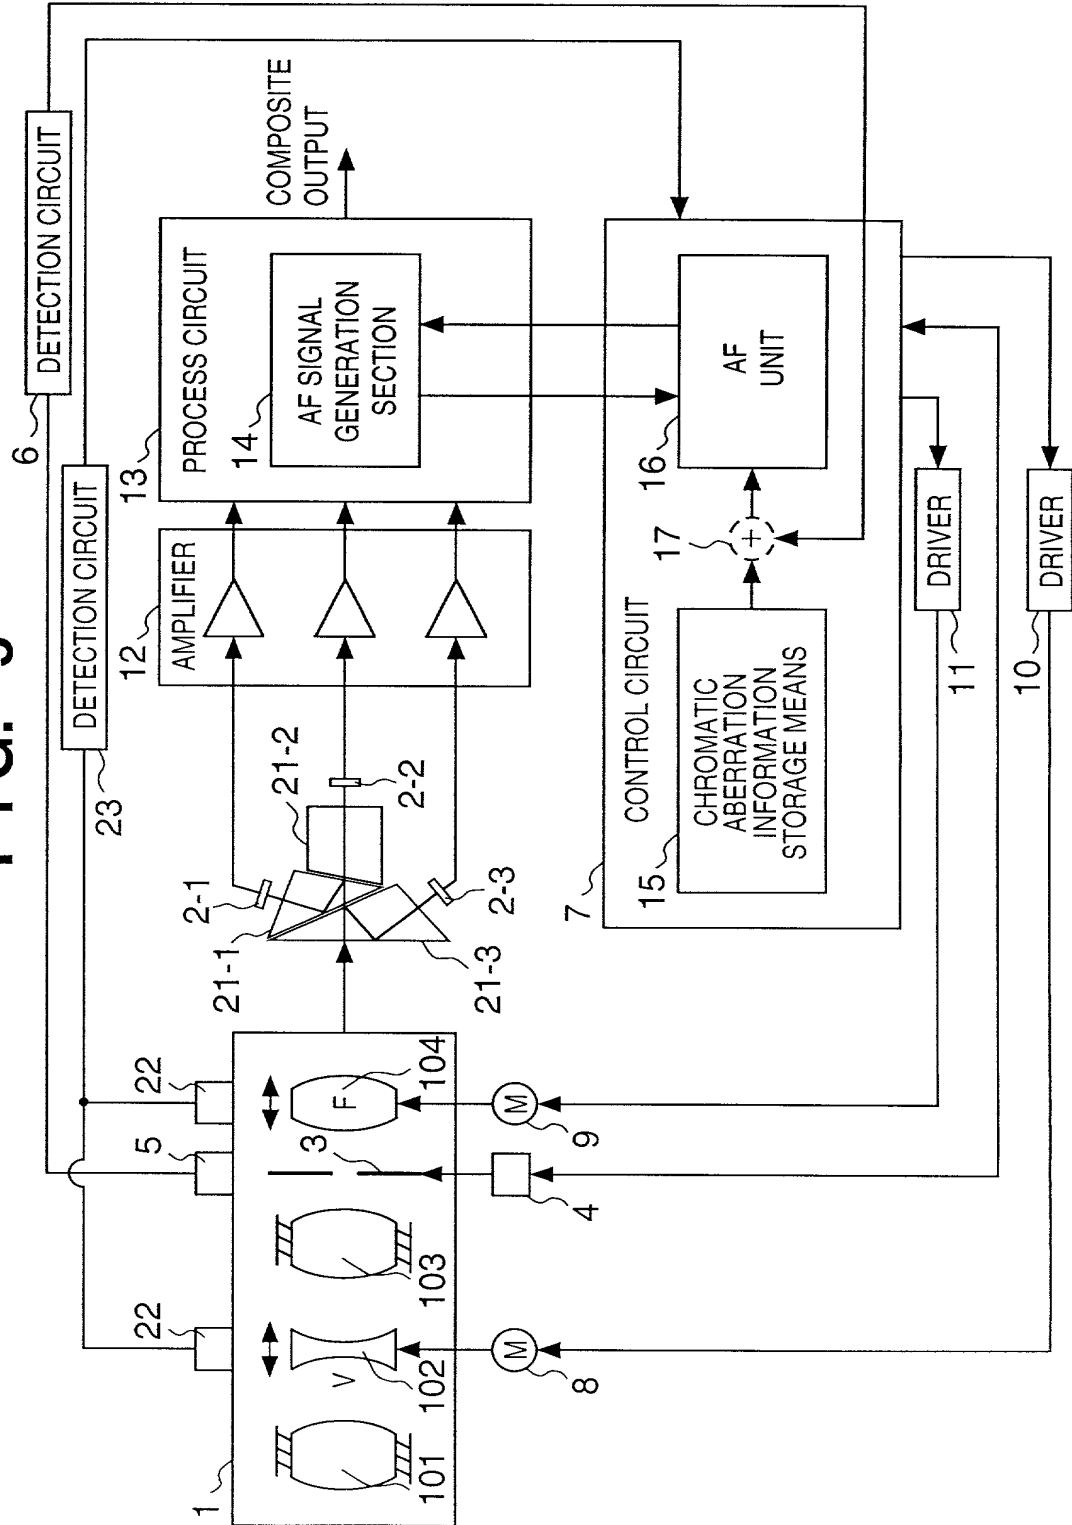 FIG.
6
DETECTION CIRCUIT
23
DETECTION CIRCUIT
22
5
22
13
12
AMPLIFIER
PROCESS CIRCUIT
1
2-1
21-1
14
COMPOSITE
OUTPUT
21-2
AF SIGNAL
GENERATION
SECTION
V
F
3
101
102
103
104
2-2
21-3
2-3
M
8
4
M
9
7
CONTROL CIRCUIT
15
17
16
CHROMATIC
ABERRATION
INFORMATION
STORAGE MEANS
+
AF
UNIT
11
DRIVER
10
DRIVER